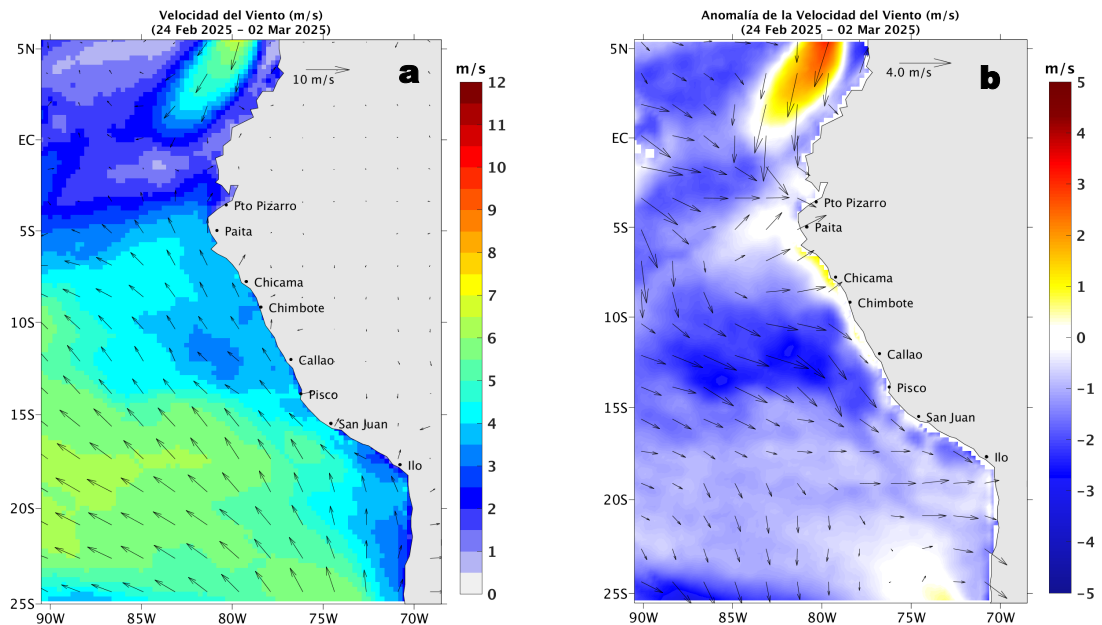 Velocidad del Viento (m/s)
(24 Feb 2025 – 02 Mar 2025)
5N
EC
5S
10S
15S
20S
25S
90W
85W
80W
75W
70W
10 m/s
a
Pto Pizarro
Paita
Chicama
Chimbote
Callao
Pisco
San Juan
Ilo
m/s
12
11
10
9
8
7
6
5
4
3
2
1
0
Anomalía de la Velocidad del Viento (m/s)
(24 Feb 2025 – 02 Mar 2025)
5N
EC
5S
10S
15S
20S
25S
90W
85W
80W
75W
70W
4.0 m/s
b
Pto Pizarro
Paita
Chicama
Chimbote
Callao
Pisco
San Juan
Ilo
m/s
5
4
3
2
1
0
−1
−2
−3
−4
−5